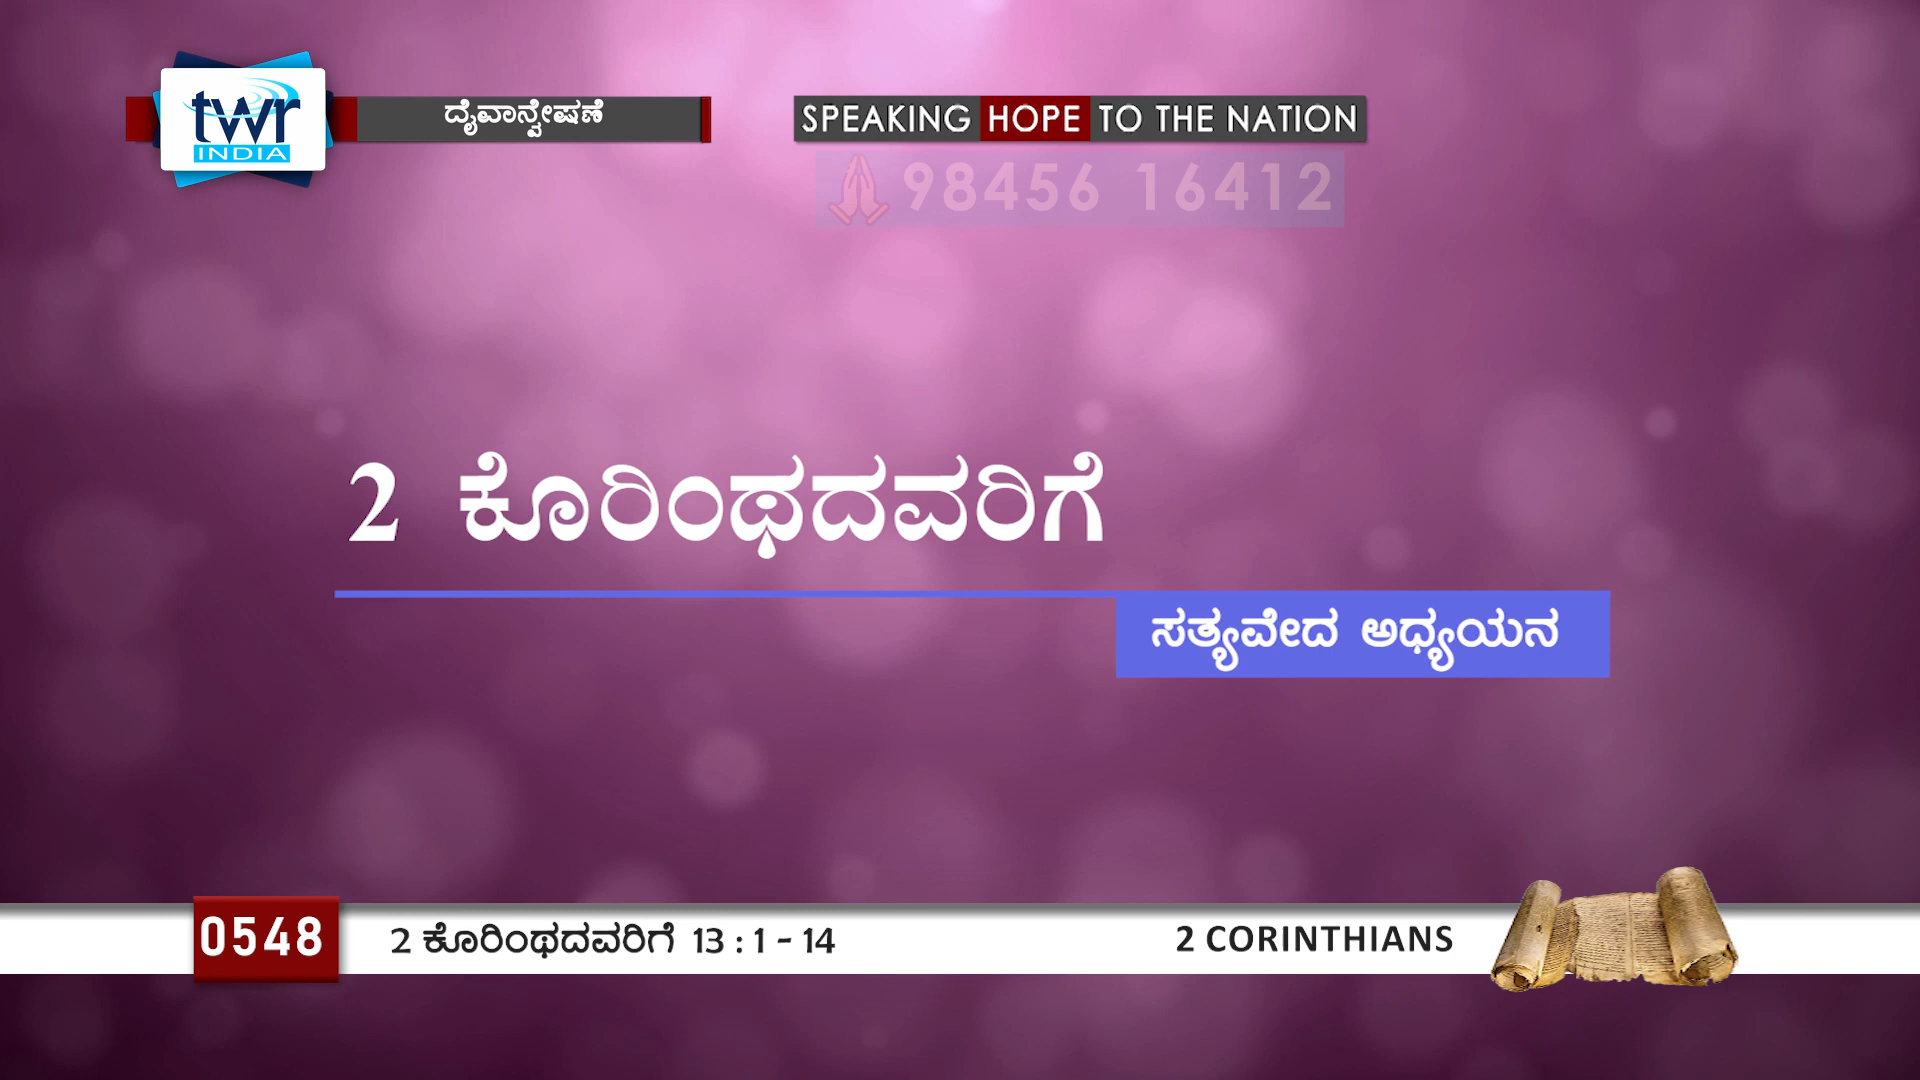 twr
INDIA
ದೈವಾನ್ವೇಷಣೆ
SPEAKING HOPE TO THE NATION
98456 16412
2 ಕೊರಿಂಥದವರಿಗೆ
ಸತ್ಯವೇದ ಅಧ್ಯಯನ
0548
2 ಕೊರಿಂಥದವರಿಗೆ 13 : 1 - 14
2 CORINTHIANS